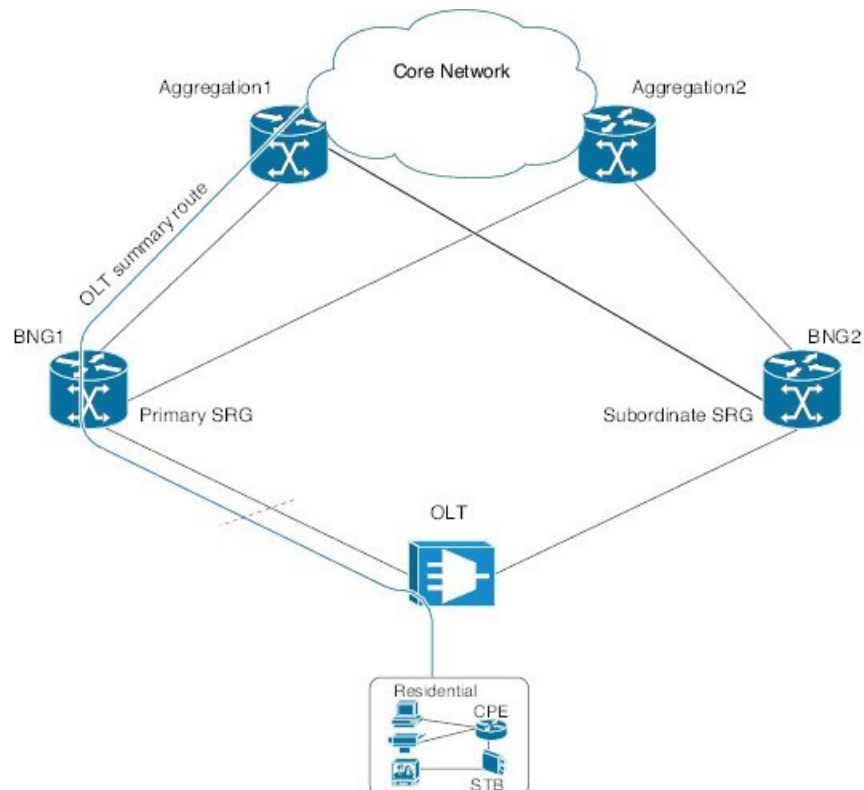 Core Network
Aggregation1
Aggregation2
OLT summary route
BNG1
BNG2
Primary SRG
Subordinate SRG
OLT
Residential
CPE
STB